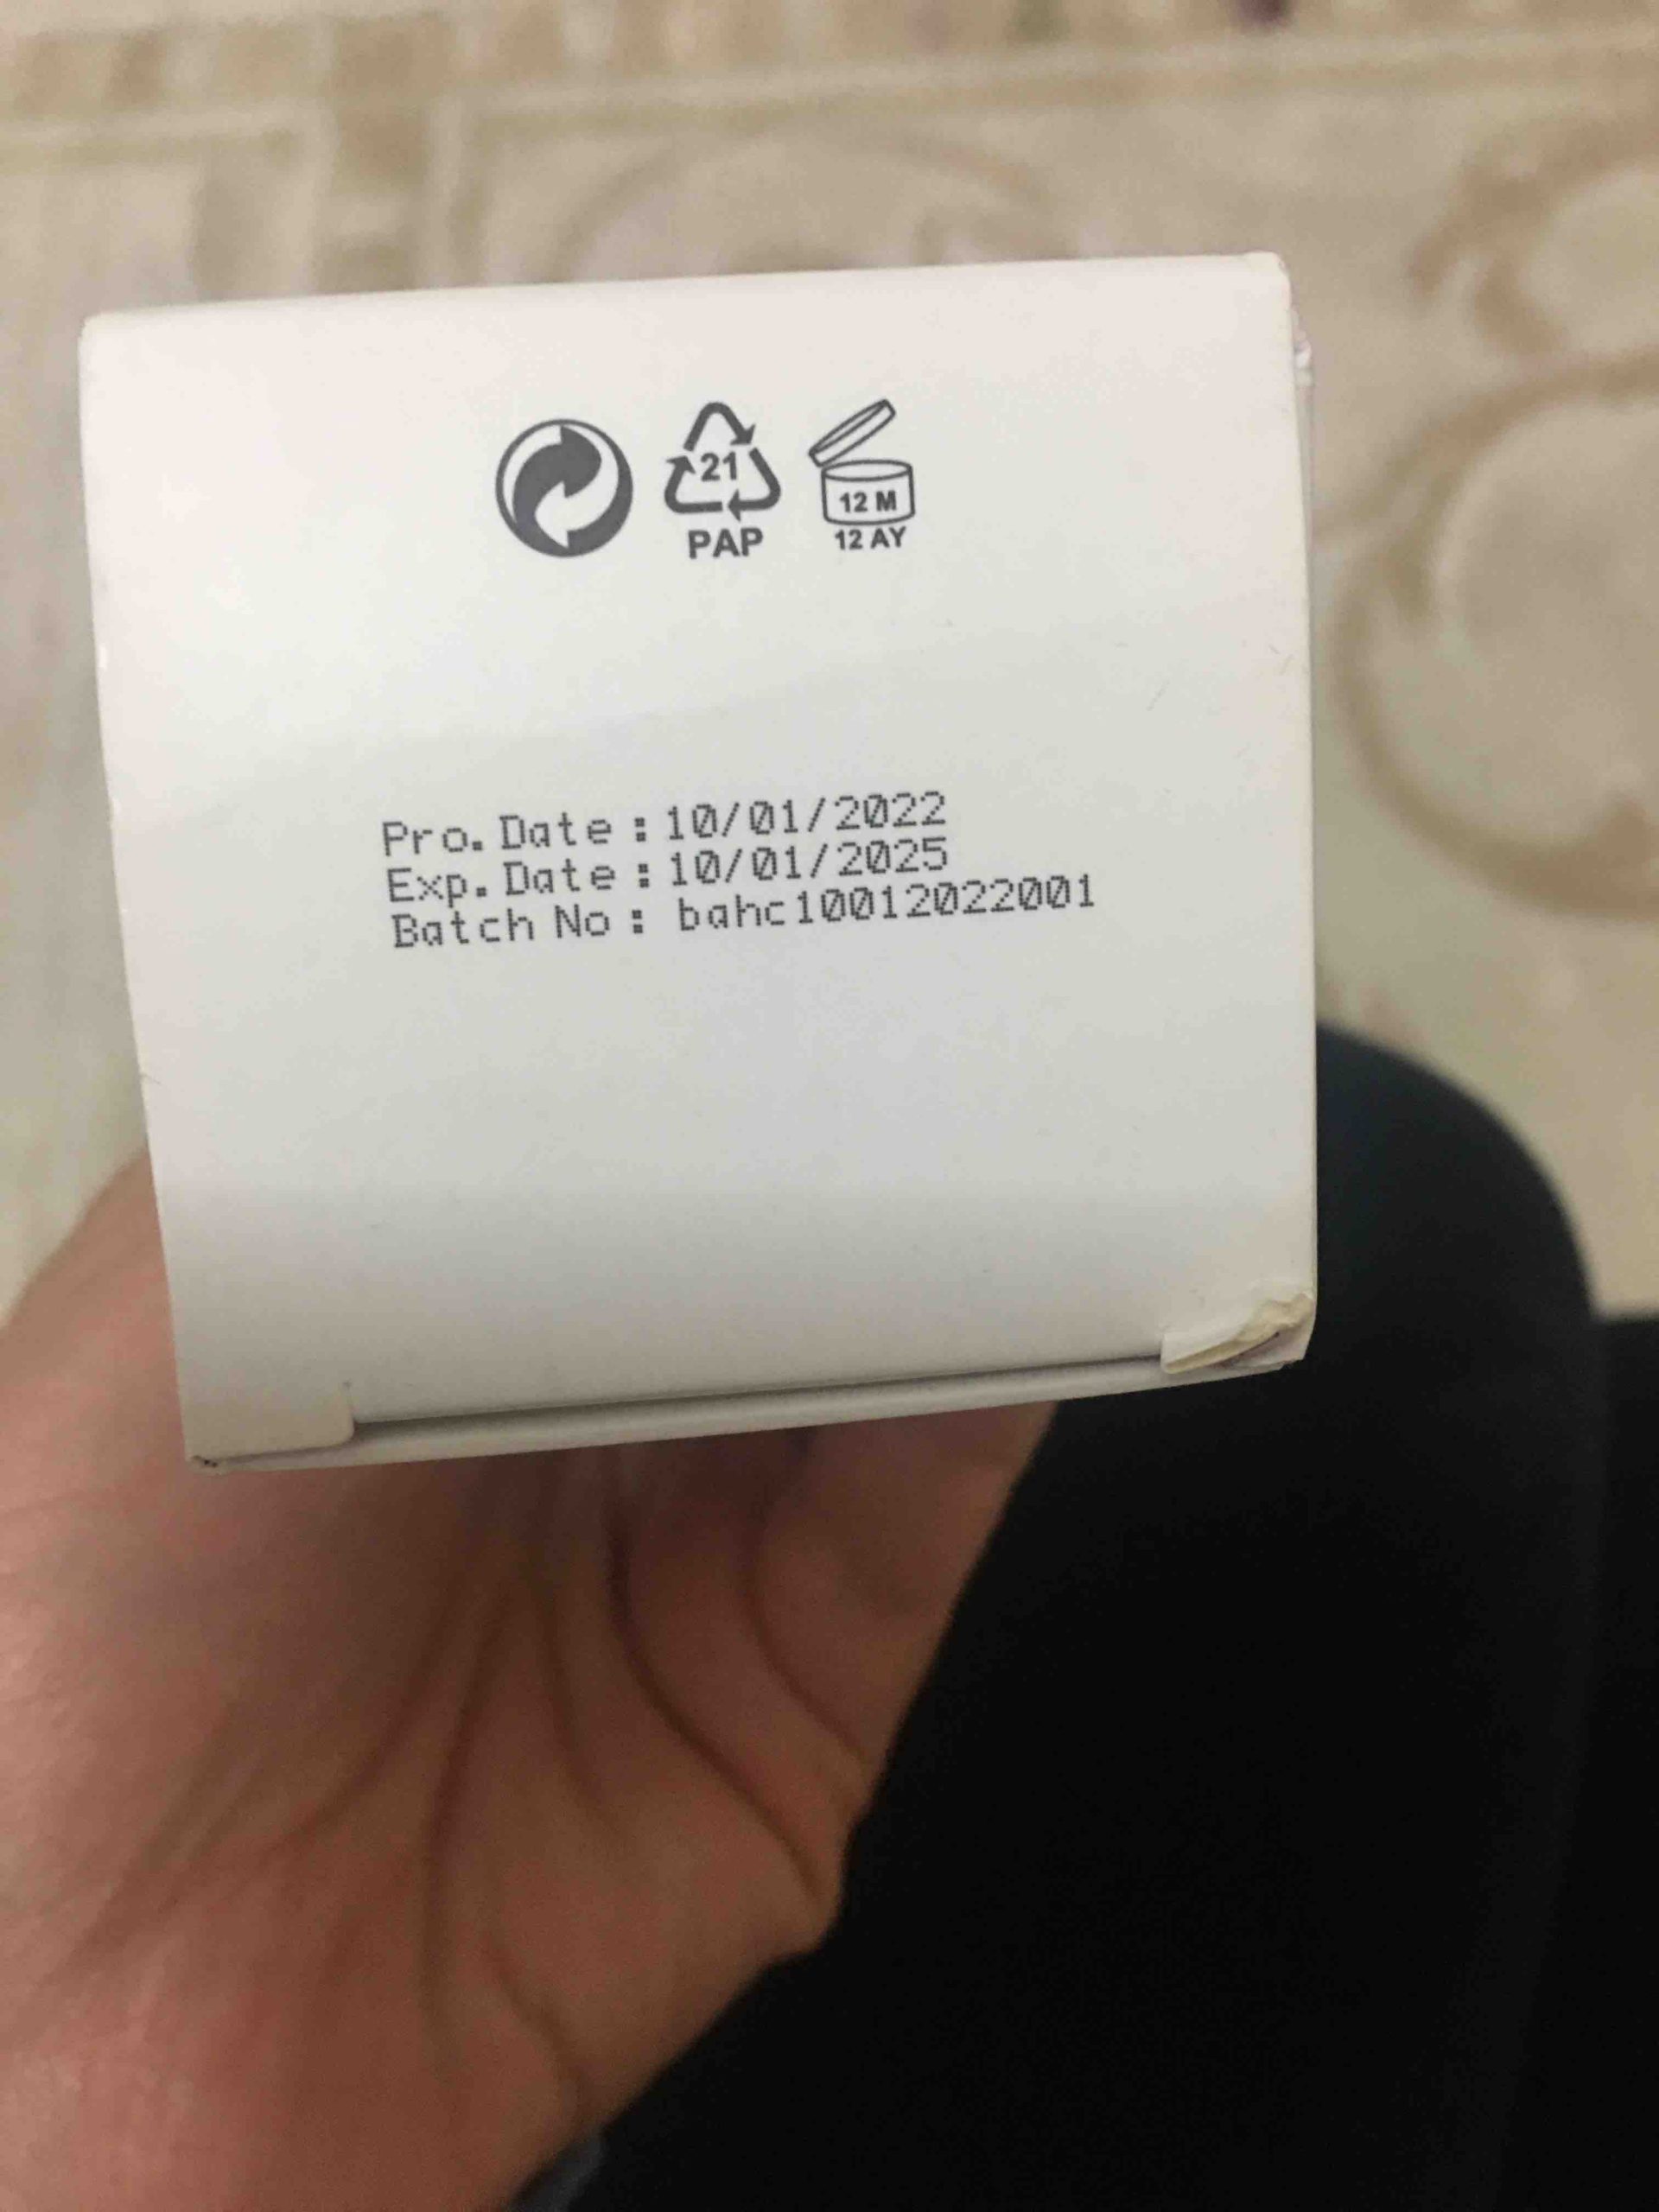 21
PAP
12 M
12 AY
Pro. Date : 10/01/2022
Exp. Date : 10/01/2025
Batch No : bahc10012022001